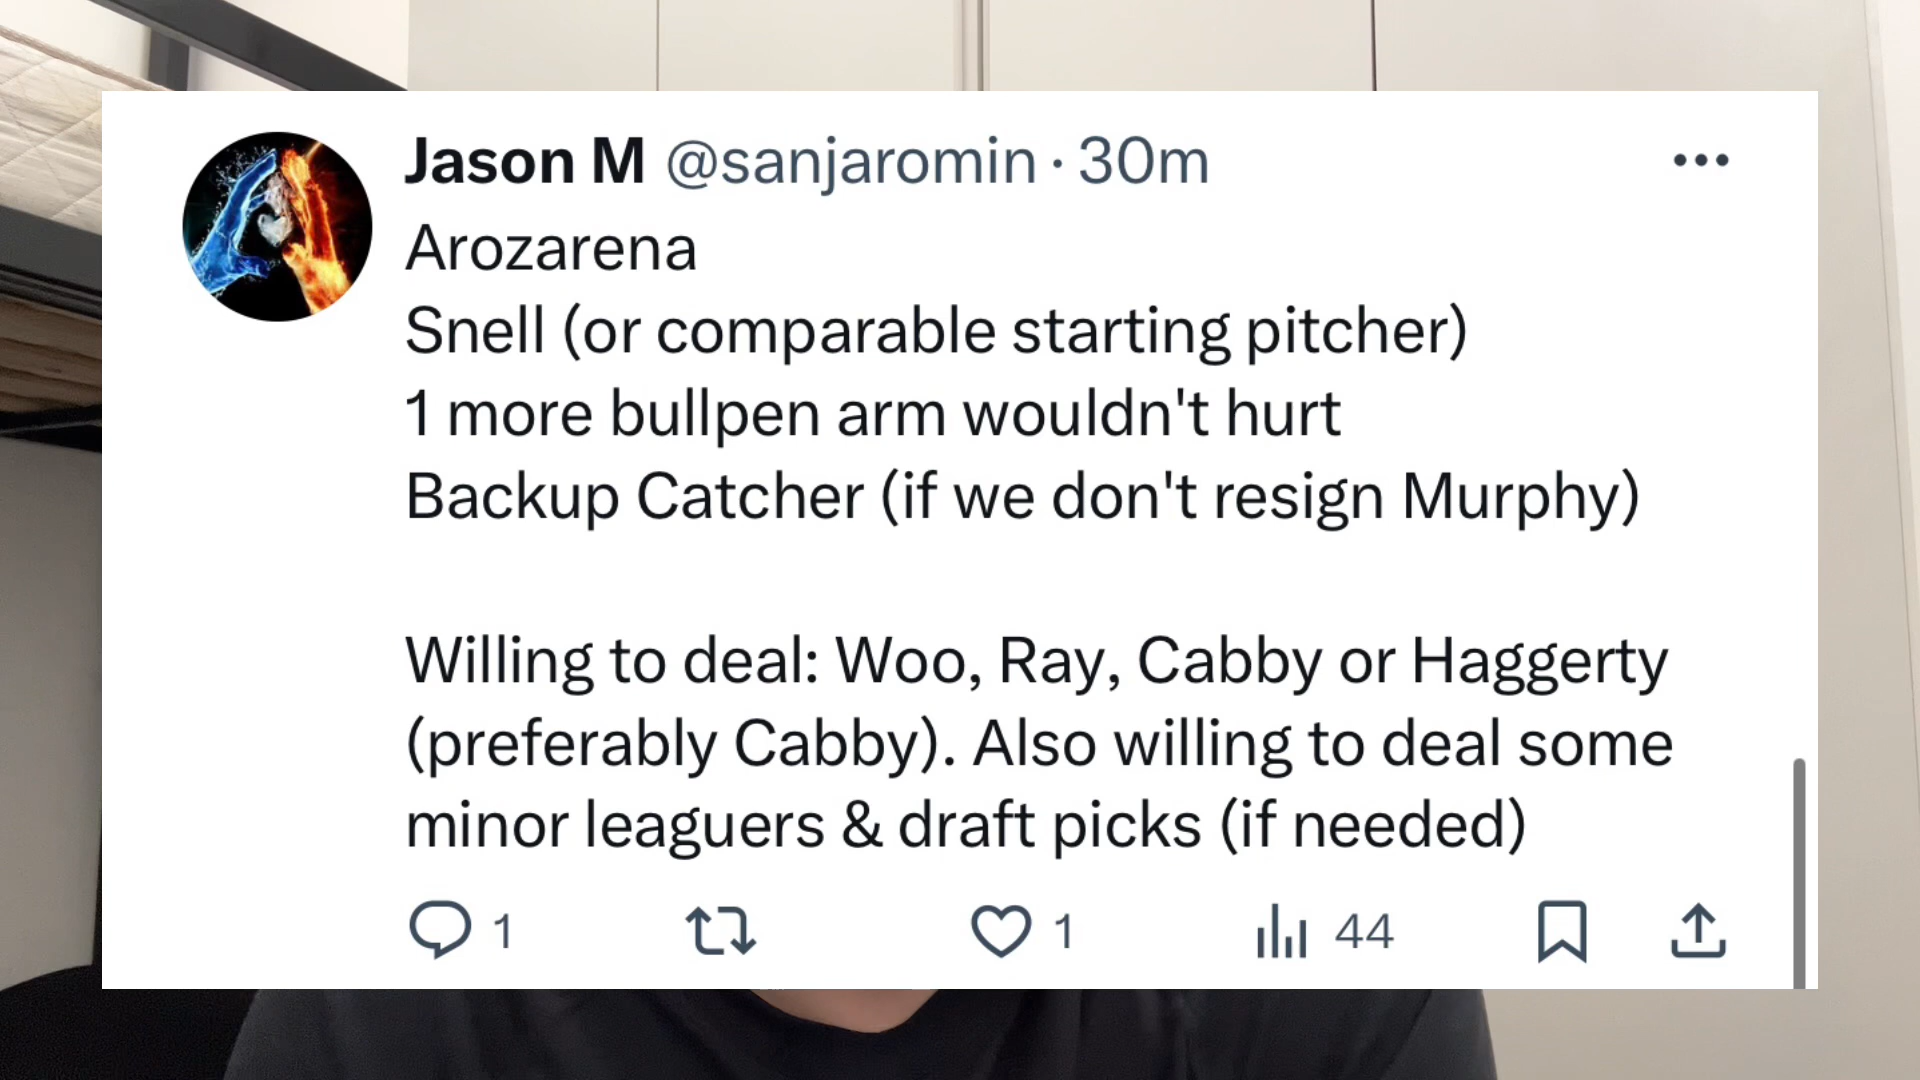 Jason M @sanjaromin · 30m
Arozarena
Snell (or comparable starting pitcher)
1 more bullpen arm wouldn't hurt
Backup Catcher (if we don't resign Murphy)
Willing to deal: Woo, Ray, Cabby or Haggerty
(preferably Cabby). Also willing to deal some
minor leaguers & draft picks (if needed)
1 1 44